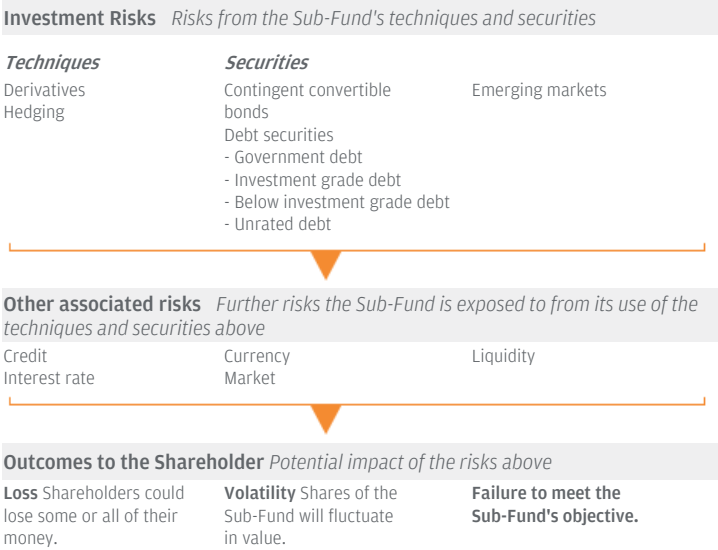 Investment Risks Risks from the Sub-Fund's techniques and securities
Techniques
Derivatives
Hedging
Securities
Contingent convertible
bonds
Debt securities
- Government debt
- Investment grade debt
- Below investment grade debt
- Unrated debt
Emerging markets
Other associated risks Further risks the Sub-Fund is exposed to from its use of the
techniques and securities above
Credit
Interest rate
Currency
Market
Liquidity
Outcomes to the Shareholder Potential impact of the risks above
Loss Shareholders could
lose some or all of their
money.
Volatility Shares of the
Sub-Fund will fluctuate
in value.
Failure to meet the
Sub-Fund's objective.